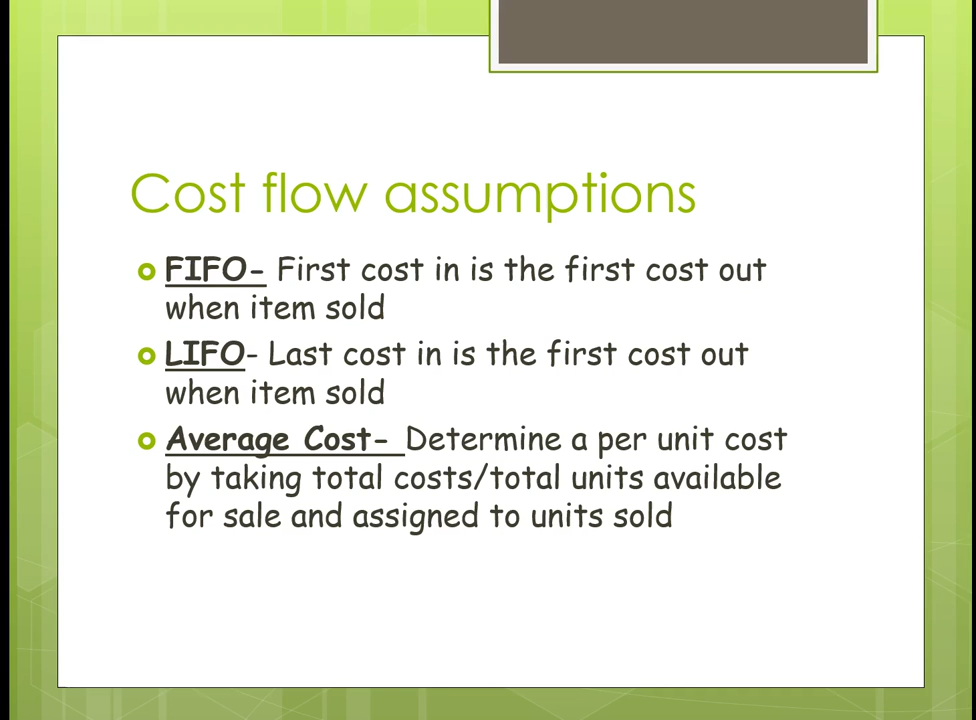 Cost flow assumptions
FIFO- First cost in is the first cost out
when item sold
LIFO- Last cost in is the first cost out
when item sold
Average Cost- Determine a per unit cost
by taking total costs/total units available
for sale and assigned to units sold